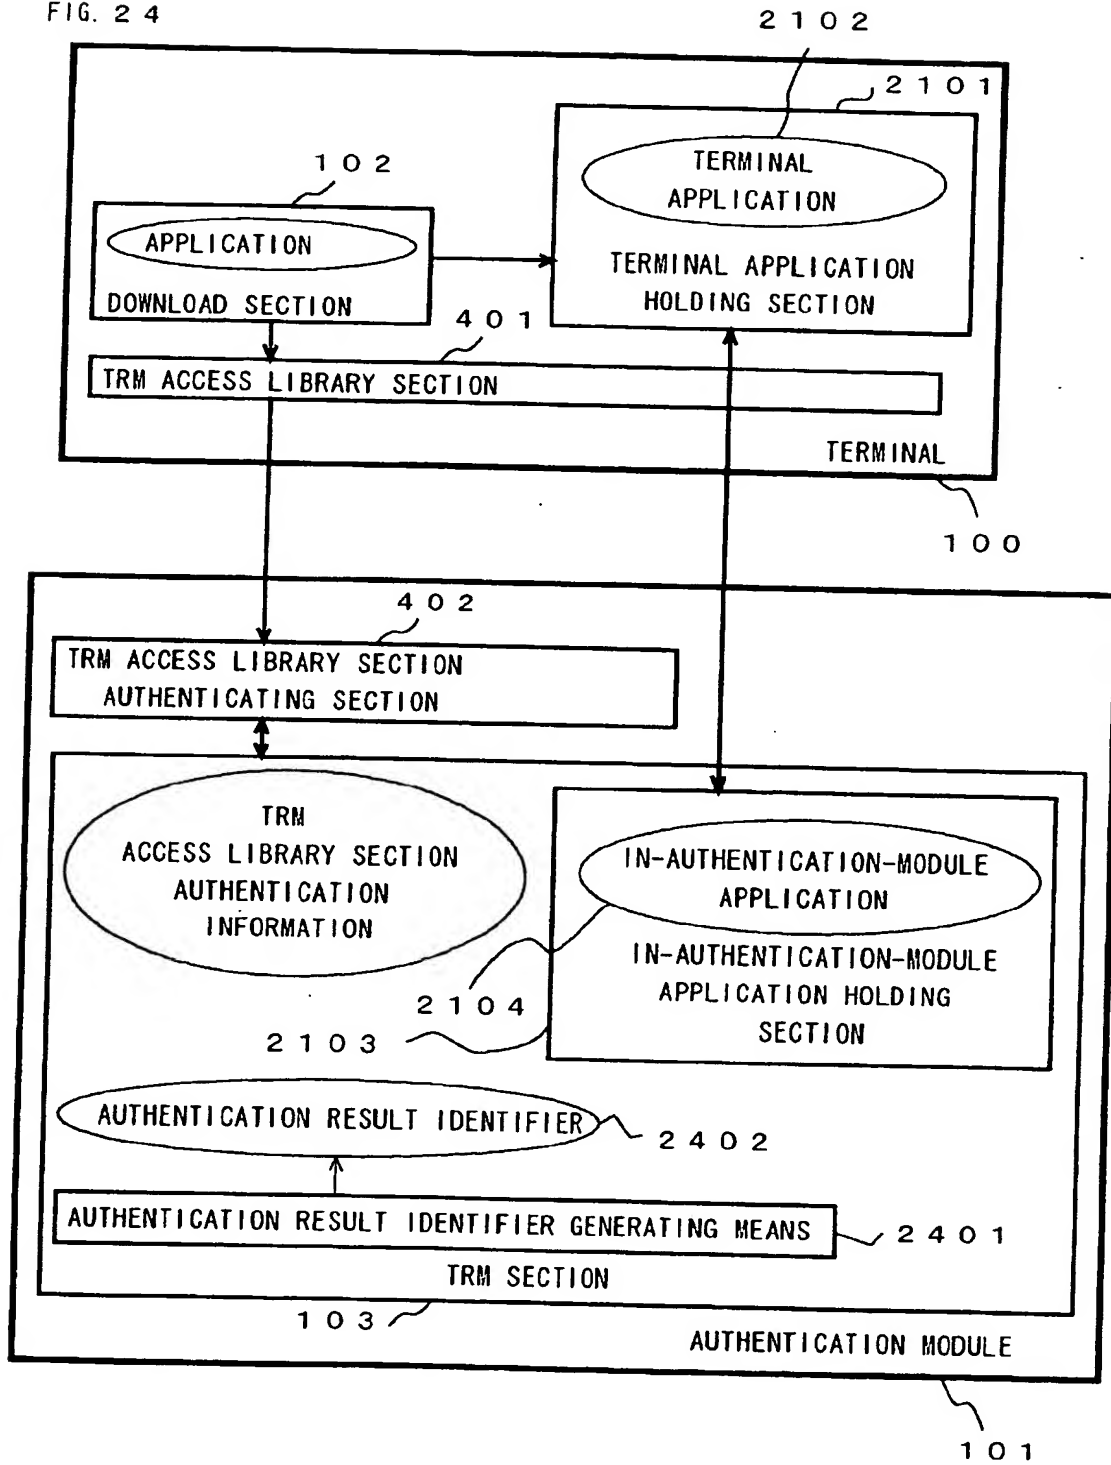 FIG. 24
2102
2101
102
TERMINAL
APPLICATION
APPLICATION
TERMINAL APPLICATION
HOLDING SECTION
DOWNLOAD SECTION
401
TRM ACCESS LIBRARY SECTION
TERMINAL
100
402
TRM ACCESS LIBRARY SECTION
AUTHENTICATING SECTION
TRM
ACCESS LIBRARY SECTION
AUTHENTICATION
INFORMATION
IN-AUTHENTICATION-MODULE
APPLICATION
IN-AUTHENTICATION-MODULE
APPLICATION HOLDING
SECTION
2104
2103
AUTHENTICATION RESULT IDENTIFIER
2402
AUTHENTICATION RESULT IDENTIFIER GENERATING MEANS
2401
TRM SECTION
103
AUTHENTICATION MODULE
101